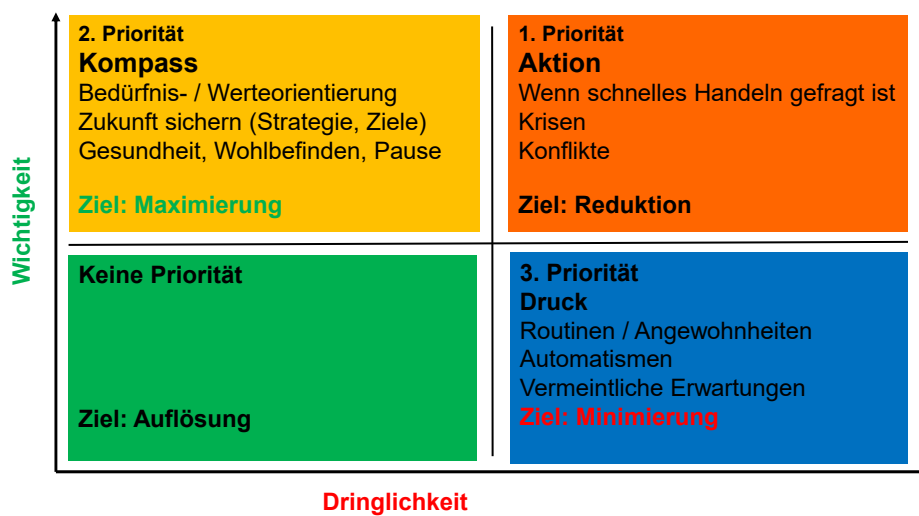 2. Priorität
Kompass
Bedürfnis- / Werteorientierung
Zukunft sichern (Strategie, Ziele)
Gesundheit, Wohlbefinden, Pause
Ziel: Maximierung
1. Priorität
Aktion
Wenn schnelles Handeln gefragt ist
Krisen
Konflikte
Ziel: Reduktion
Wichtigkeit
Keine Priorität
Ziel: Auflösung
3. Priorität
Druck
Routinen / Angewohnheiten
Automatismen
Vermeintliche Erwartungen
Ziel: Minimierung
Dringlichkeit